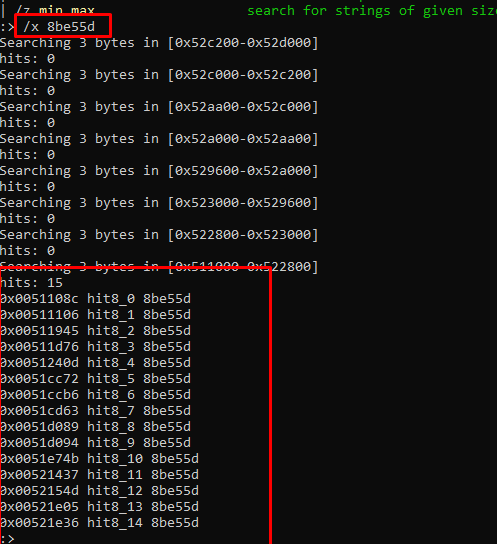 | /z min max search for strings of given size
:> /x 8be55d
Searching 3 bytes in [0x52c200-0x52d000]
hits: 0
Searching 3 bytes in [0x52c000-0x52c200]
hits: 0
Searching 3 bytes in [0x52aa00-0x52c000]
hits: 0
Searching 3 bytes in [0x52a000-0x52aa00]
hits: 0
Searching 3 bytes in [0x529600-0x52a000]
hits: 0
Searching 3 bytes in [0x523000-0x529600]
hits: 0
Searching 3 bytes in [0x522800-0x523000]
hits: 0
Searching 3 bytes in [0x511000-0x522800]
hits: 15
0x0051108c hit8_0 8be55d
0x00511106 hit8_1 8be55d
0x00511945 hit8_2 8be55d
0x00511d76 hit8_3 8be55d
0x0051240d hit8_4 8be55d
0x0051cc72 hit8_5 8be55d
0x0051ccb6 hit8_6 8be55d
0x0051cd63 hit8_7 8be55d
0x0051d089 hit8_8 8be55d
0x0051d094 hit8_9 8be55d
0x0051e74b hit8_10 8be55d
0x00521437 hit8_11 8be55d
0x0052154d hit8_12 8be55d
0x00521e05 hit8_13 8be55d
0x00521e36 hit8_14 8be55d
:>